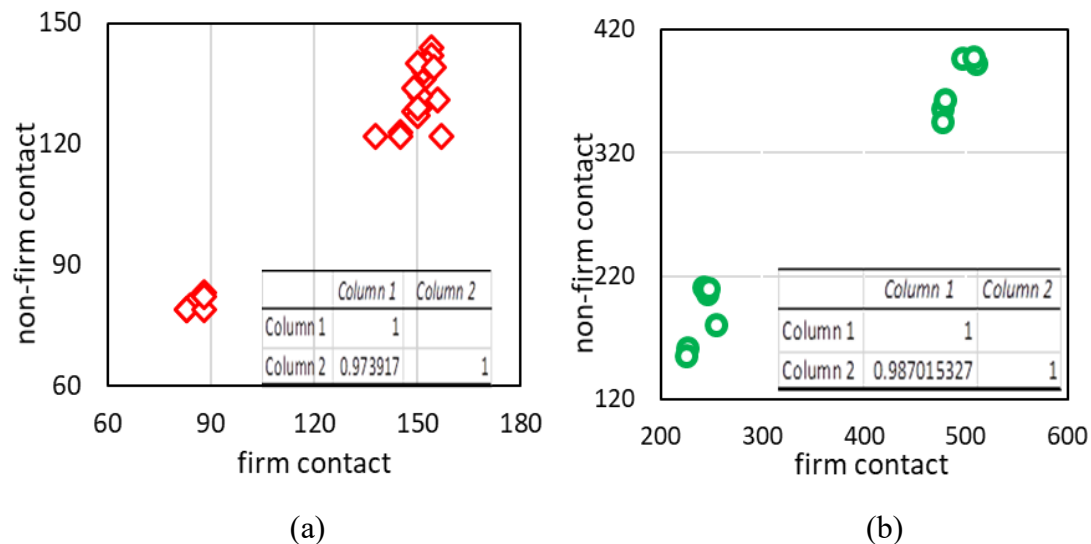 150
120
90
60
60
90
120
150
180
non-firm contact
firm contact
Column 1 Column 2
Column 1 1
Column 2 0.973917 1
(a)
420
320
220
120
200
300
400
500
600
non-firm contact
firm contact
Column 1 Column 2
Column 1 1
Column 2 0.987015327 1
(b)